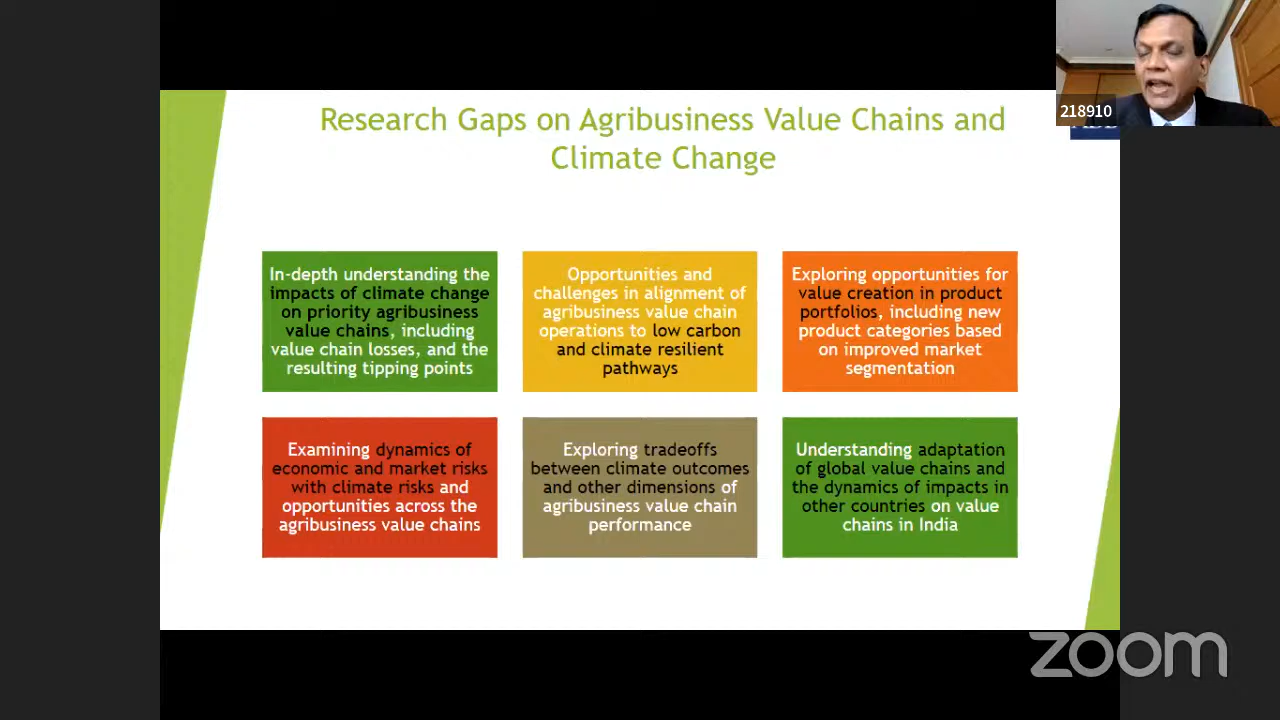 Research Gaps on Agribusiness Value Chains and
Climate Change
218910
In-depth understanding the
impacts of climate change
on priority agribusiness
value chains, including
value chain losses, and the
resulting tipping points
Opportunities and
challenges in alignment of
agribusiness value chain
operations to low carbon
and climate resilient
pathways
Exploring opportunities for
value creation in product
portfolios, including new
product categories based
on improved market
segmentation
Examining dynamics of
economic and market risks
with climate risks and
opportunities across the
agribusiness value chains
Exploring tradeoffs
between climate outcomes
and other dimensions of
agribusiness value chain
performance
Understanding adaptation
of global value chains and
the dynamics of impacts in
other countries on value
chains in India
zoom